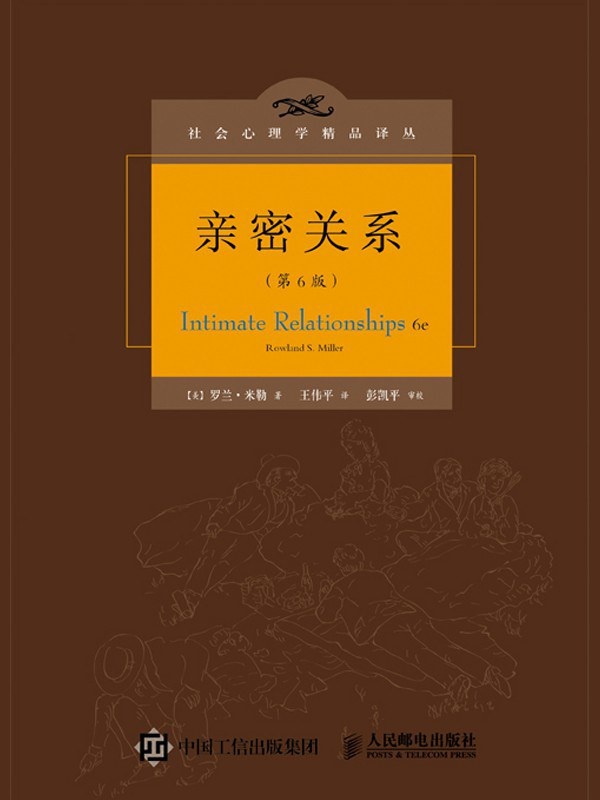 社会心理学精品译丛
亲密关系
（第6版）
Intimate Relationships 6e
Rowland S. Miller
【美】罗兰·米勒 著 王伟平 译 彭凯平 审校
中国工信出版集团
人民邮电出版社
POSTS & TELECOM PRESS